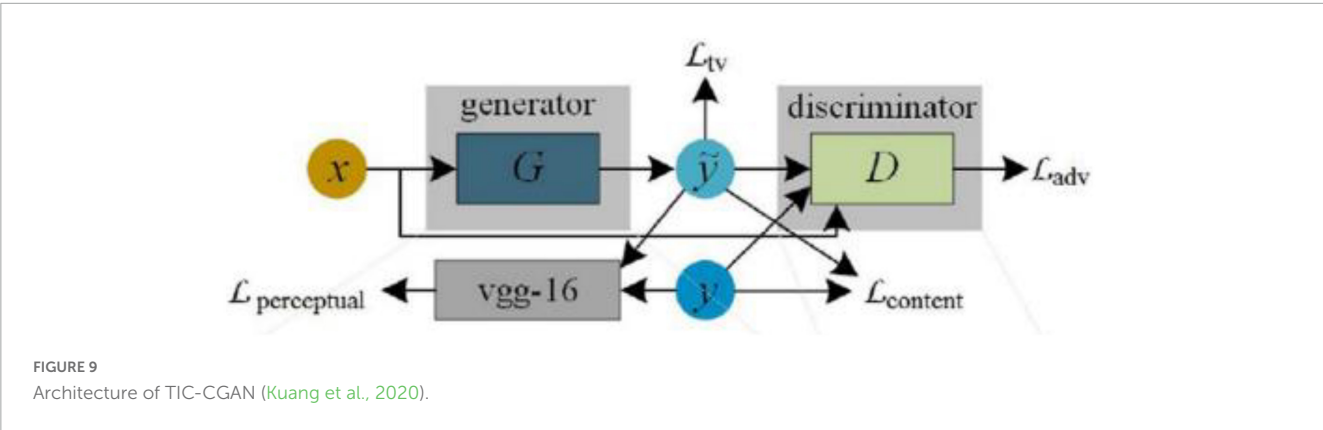 ℒtv
generator
discriminator
x
G
ỹ
D
ℒadv
ℒperceptual
vgg-16
y
ℒcontent
FIGURE 9
Architecture of TIC-CGAN (Kuang et al., 2020).